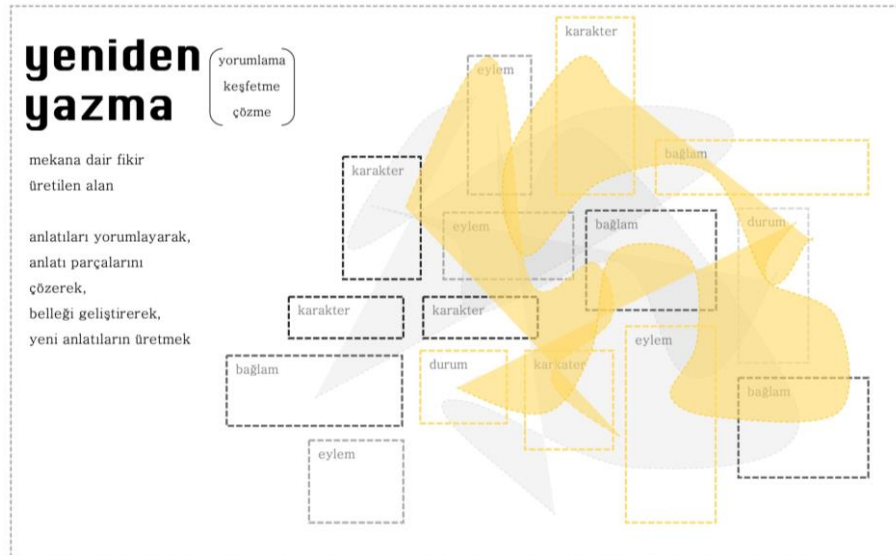 yeniden
yazma
yorumlama
keşfetme
çözme
mekana dair fikir
üretilen alan
anlatıları yorumlayarak,
anlatı parçalarını
çözerek,
belleği geliştirerek,
yeni anlatıların üretmek
karakter
eylem
bağlam
karakter
eylem
bağlam
durum
karakter
karakter
eylem
bağlam
durum
karkater
bağlam
eylem